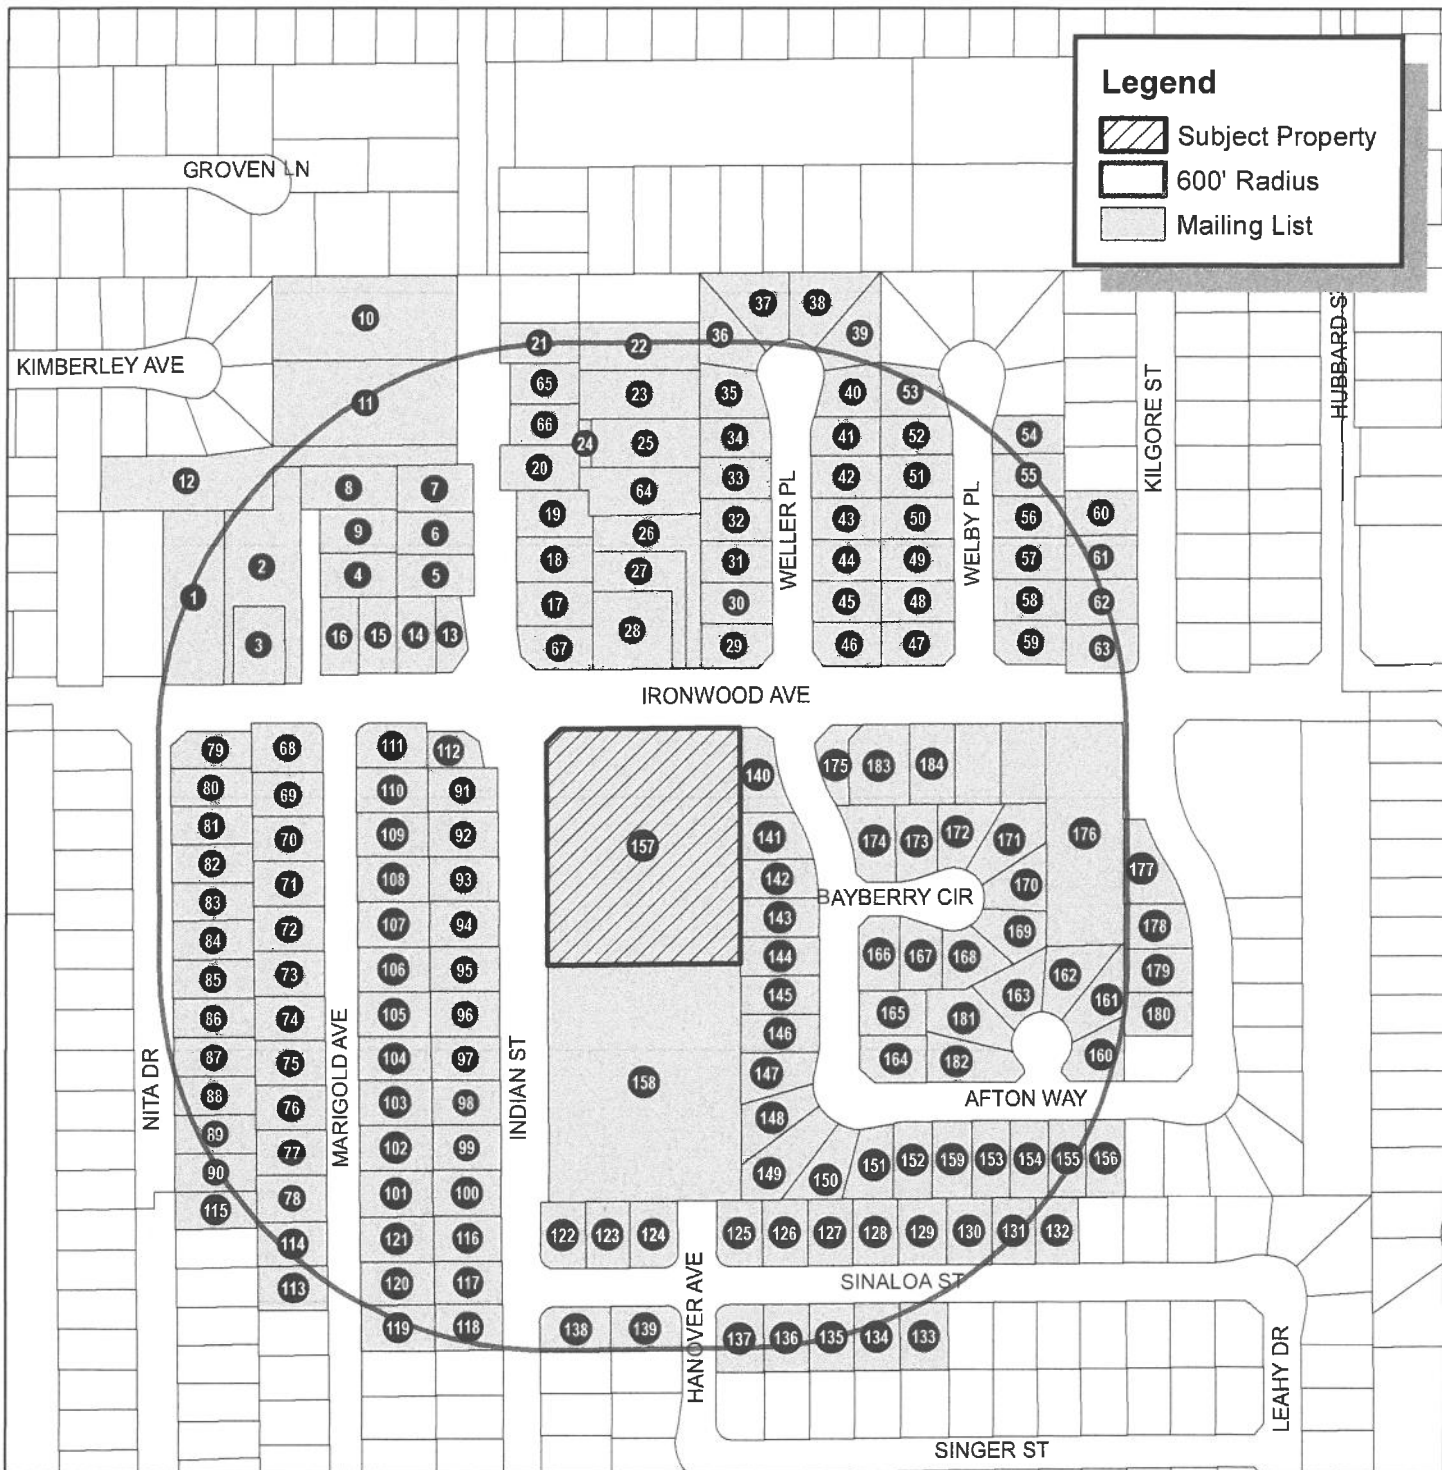 Legend
Subject Property
600' Radius
Mailing List
GROVEN LN
KIMBERLEY AVE
HUBBARD S
KILGORE ST
WELLER PL
WELBY PL
37 38
36 39
10
21 22
11
65 23 35 40 53
66 24 25 34 41 52 54
12 20 33 42 51 55
8 7 64
9 6 19 26 32 43 50 56 60
2 4 5 18 27 31 44 49 57 61
1 17 30 45 48 58 62
3 16 15 14 13 67 28 29 46 47 59 63
IRONWOOD AVE
79 68 111 112 140 175 183 184
80 69 110 91
81 70 109 92 157 141 174 173 172 171 176
82 71 108 93 142 170 177
83 72 107 94 143
BAYBERRY CIR
84 73 106 95 144 166 167 168 169 178
85 74 105 96 145 165 181 163 162 161 179
86 75 104 97 146 164 182 160 180
87 76 103 98 158 147
88 77 102 99 148
89 78 101 100 149 150 151 152 159 153 154 155 156
90
NITA DR
MARIGOLD AVE
INDIAN ST
AFTON WAY
115 114 121 116 122 123 124 125 126 127 128 129 130 131 132
113 120 117
SINALOA ST
119 118 138 139 137 136 135 134 133
HANOVER AVE
LEAHY DR
SINGER ST